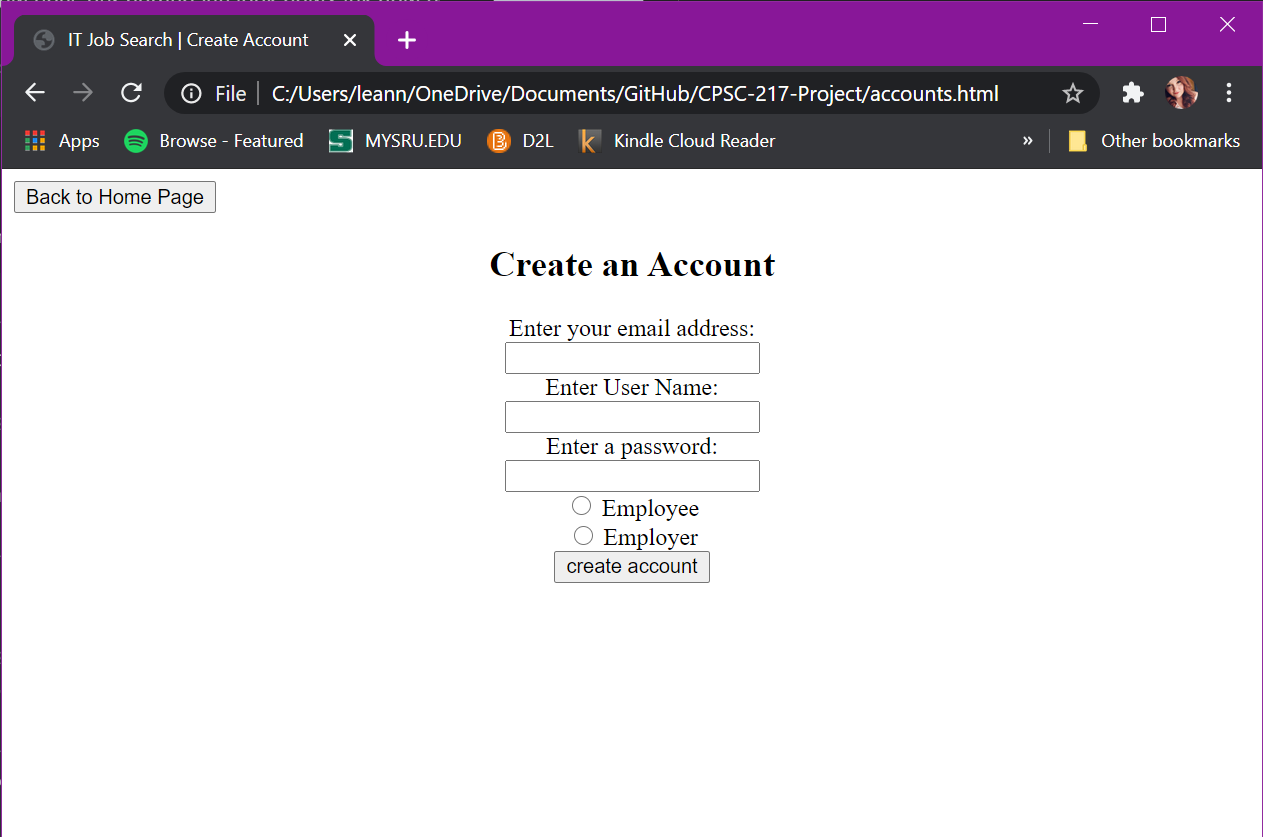 IT Job Search | Create Account
File
C:/Users/leann/OneDrive/Documents/GitHub/CPSC-217-Project/accounts.html
Apps Browse - Featured MYSRU.EDU D2L Kindle Cloud Reader » Other bookmarks
Back to Home Page
Create an Account
Enter your email address:
Enter User Name:
Enter a password:
Employee
Employer
create account